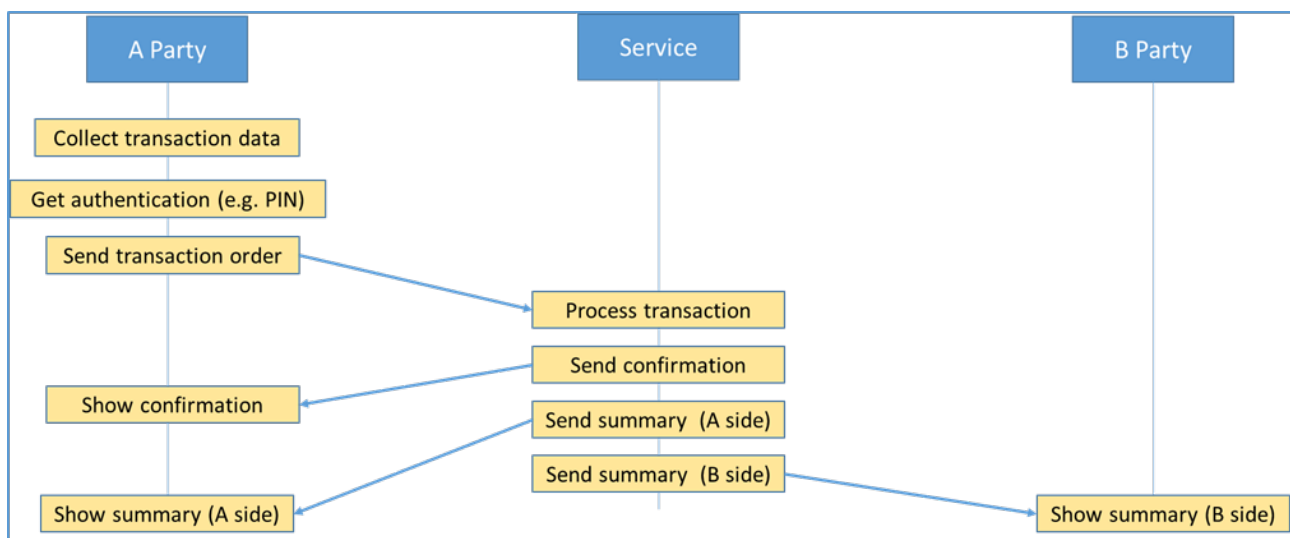 A Party
Service
B Party
Collect transaction data
Get authentication (e.g. PIN)
Send transaction order
Process transaction
Send confirmation
Show confirmation
Send summary (A side)
Send summary (B side)
Show summary (A side)
Show summary (B side)